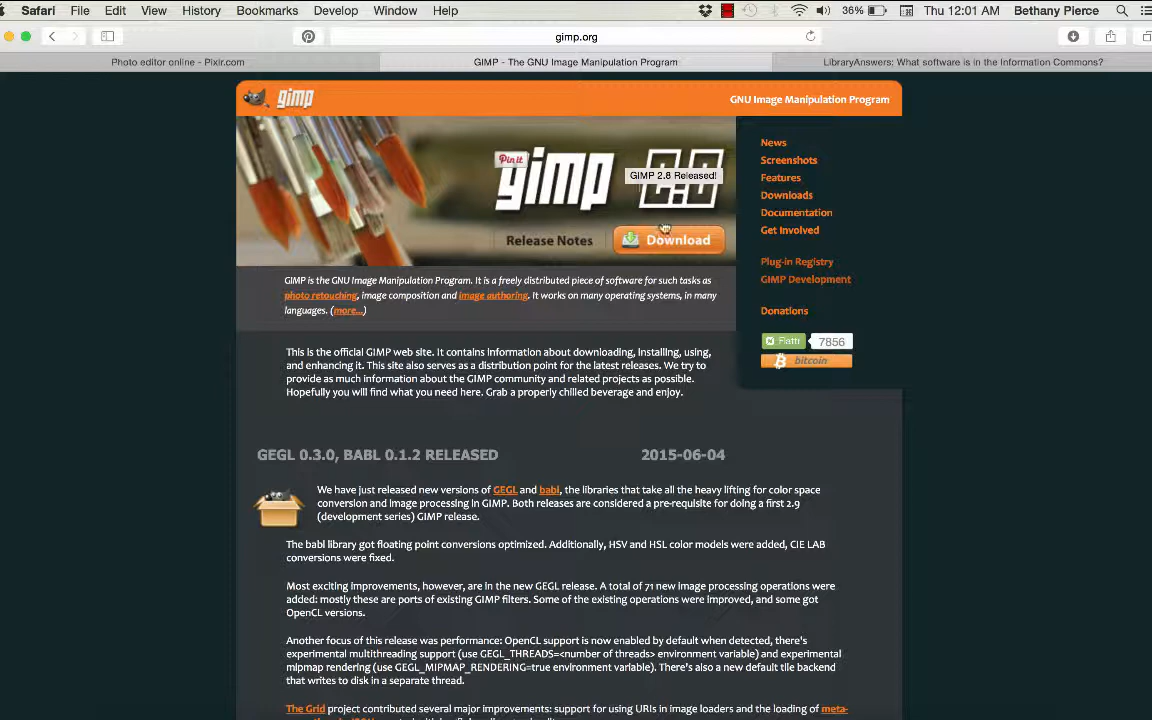 Safari File Edit View History Bookmarks Develop Window Help 36% Thu 12:01 AM Bethany Pierce
gimp.org
Photo editor online - Pixlr.com GIMP - The GNU Image Manipulation Program LibraryAnswers: What software is in the Information Commons?
gimp GNU Image Manipulation Program
Pin it
gimp 2.8
GIMP 2.8 Released!
Release Notes Download
News
Screenshots
Features
Downloads
Documentation
Get Involved
Plug-in Registry
GIMP Development
Donations
Flattr 7856
bitcoin
GIMP is the GNU Image Manipulation Program. It is a freely distributed piece of software for such tasks as
photo retouching, image composition and image authoring. It works on many operating systems, in many
languages. (more...)
This is the official GIMP web site. It contains information about downloading, installing, using,
and enhancing it. This site also serves as a distribution point for the latest releases. We try to
provide as much information about the GIMP community and related projects as possible.
Hopefully you will find what you need here. Grab a properly chilled beverage and enjoy.
GEGL 0.3.0, BABL 0.1.2 RELEASED 2015-06-04
We have just released new versions of GEGL and babl, the libraries that take all the heavy lifting for color space
conversion and image processing in GIMP. Both releases are considered a pre-requisite for doing a first 2.9
(development series) GIMP release.
The babl library got floating point conversions optimized. Additionally, HSV and HSL color models were added, CIE LAB
conversions were fixed.
Most exciting improvements, however, are in the new GEGL release. A total of 71 new image processing operations were
added: mostly these are ports of existing GIMP filters. Some of the existing operations were improved, and some got
OpenCL versions.
Another focus of this release was performance: OpenCL support is now enabled by default when detected, there's
experimental multithreading support (use GEGL_THREADS=<number of threads> environment variable) and experimental
mipmap rendering (use GEGL_MIPMAP_RENDERING=true environment variable). There's also a new default tile backend
that writes to disk in a separate thread.
The Grid project contributed several major improvements: support for using URIs in image loaders and the loading of meta-